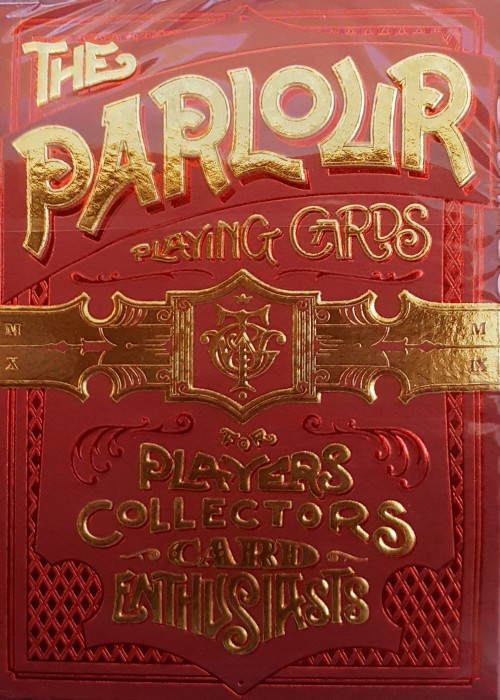 THE
PARLOUR
PLAYING CARDS
M M
X IX
FOR
PLAYERS
COLLECTORS
CARD
ENTHUSIASTS